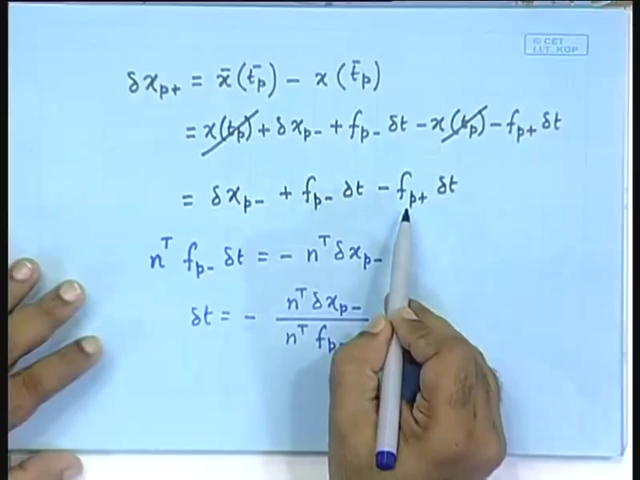 © CET
I.I.T. KGP
δx_{p+} = x̄(t̄_p) − x(t̄_p)
= x(t_p) + δx_{p−} + f_{p−} δt − x(t_p) − f_{p+} δt
= δx_{p−} + f_{p−} δt − f_{p+} δt
n^T f_{p−} δt = − n^T δx_{p−}
δt = − n^T δx_{p−} / n^T f_{p−}